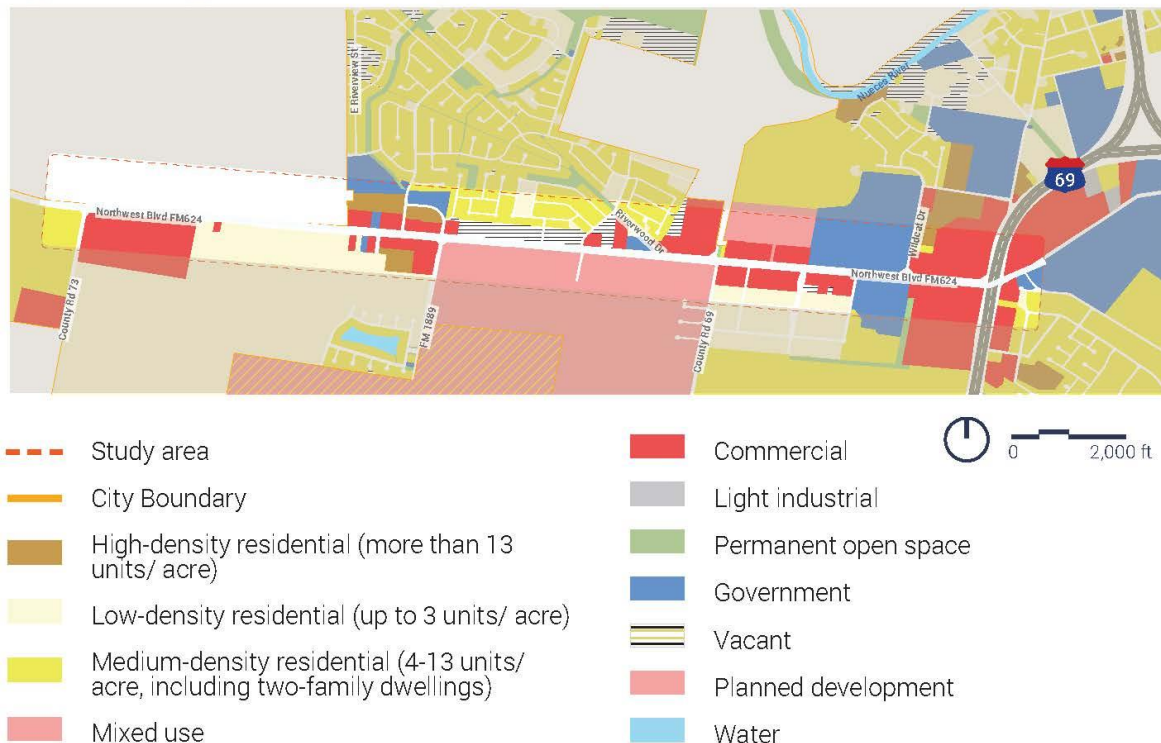 E Riverview St
Nueces River
69
Northwest Blvd FM624
Riverwood Dr
Wildcat Dr
Northwest Blvd FM624
County Rd 73
FM 1889
County Rd 69
Study area
City Boundary
High-density residential (more than 13
units/ acre)
Low-density residential (up to 3 units/ acre)
Medium-density residential (4-13 units/
acre, including two-family dwellings)
Mixed use
Commercial
Light industrial
Permanent open space
Government
Vacant
Planned development
Water
0 2,000 ft